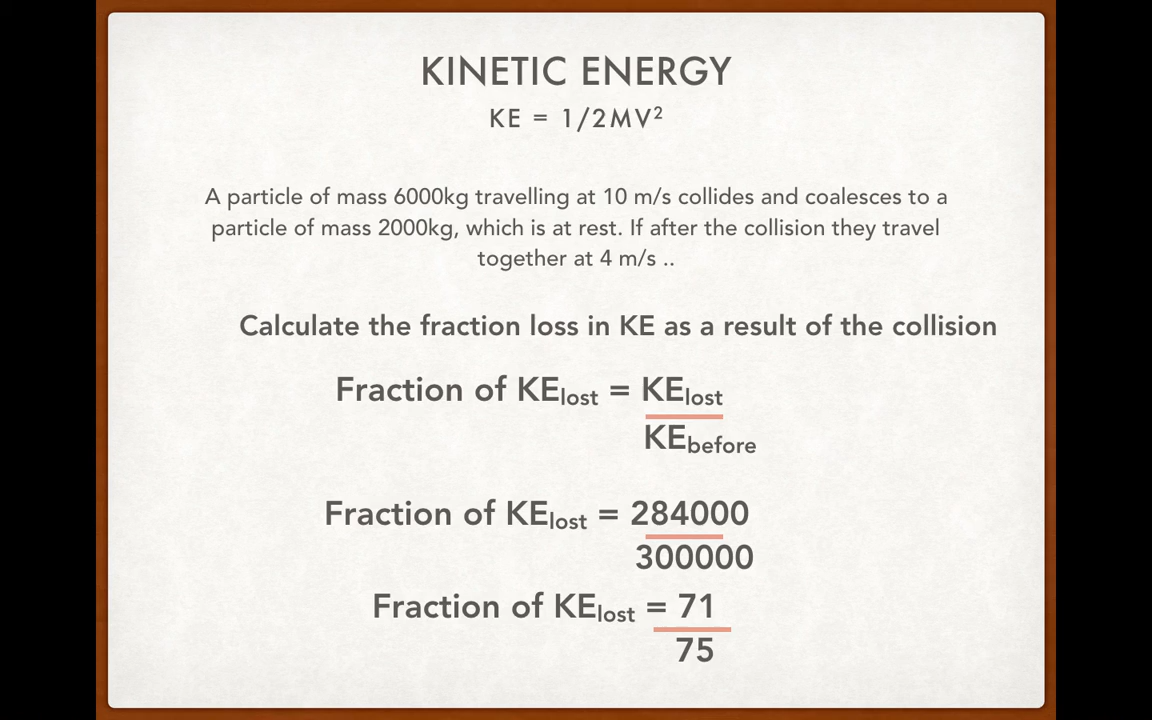 KINETIC ENERGY
KE = 1/2MV²
A particle of mass 6000kg travelling at 10 m/s collides and coalesces to a
particle of mass 2000kg, which is at rest. If after the collision they travel
together at 4 m/s ..
Calculate the fraction loss in KE as a result of the collision
Fraction of KElost = KElost
KEbefore
Fraction of KElost = 284000
300000
Fraction of KElost = 71
75